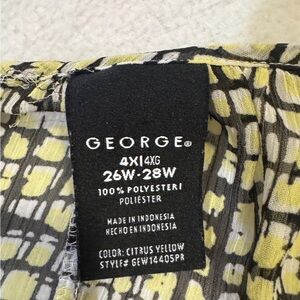 GEORGE®
4X|4XG
26W-28W
100% POLYESTER|
POLIESTER
MADE IN INDONESIA
HECHO EN INDONESIA
COLOR: CITRUS YELLOW
STYLE# GEW14405PR